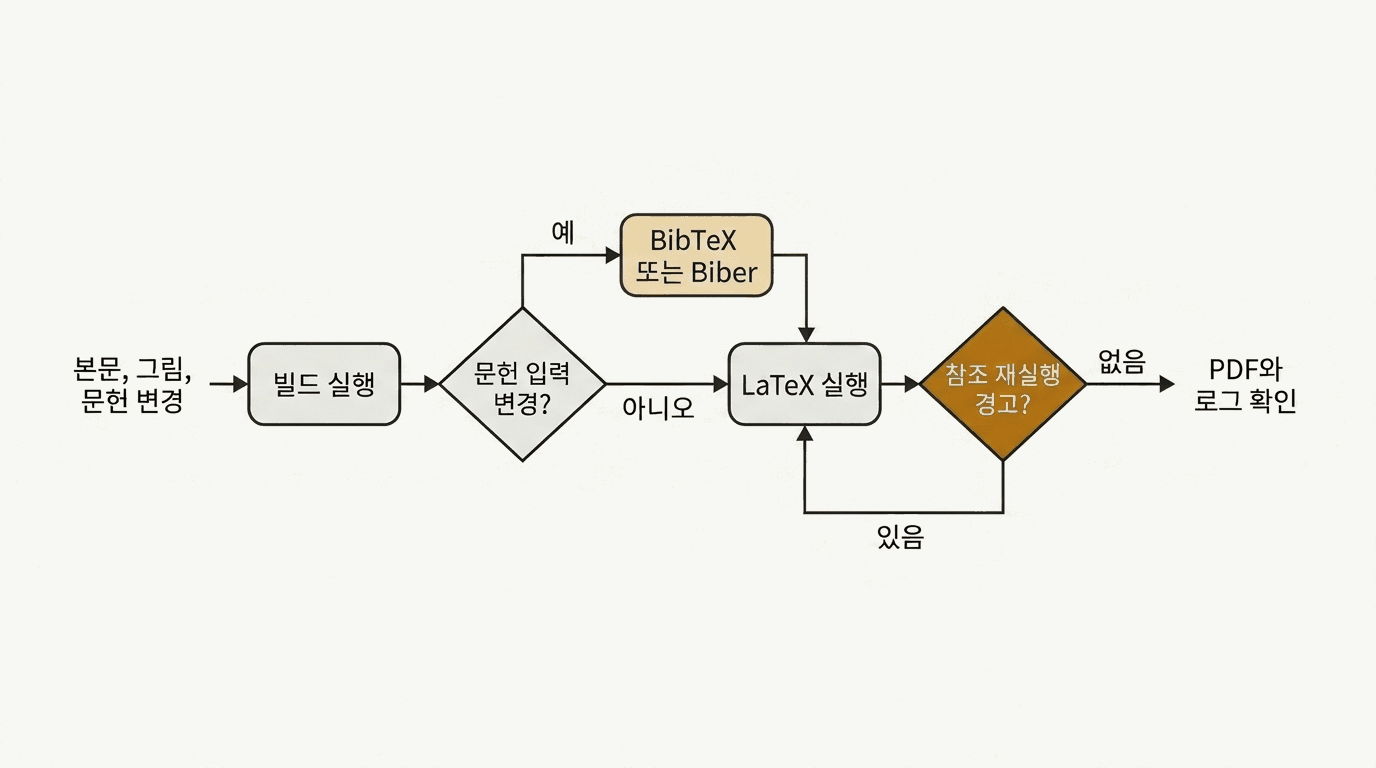 본문, 그림,
문헌 변경
빌드 실행
문헌 입력
변경?
예
BibTeX
또는 Biber
아니오
LaTeX 실행
참조 재실행
경고?
있음
없음
PDF와
로그 확인